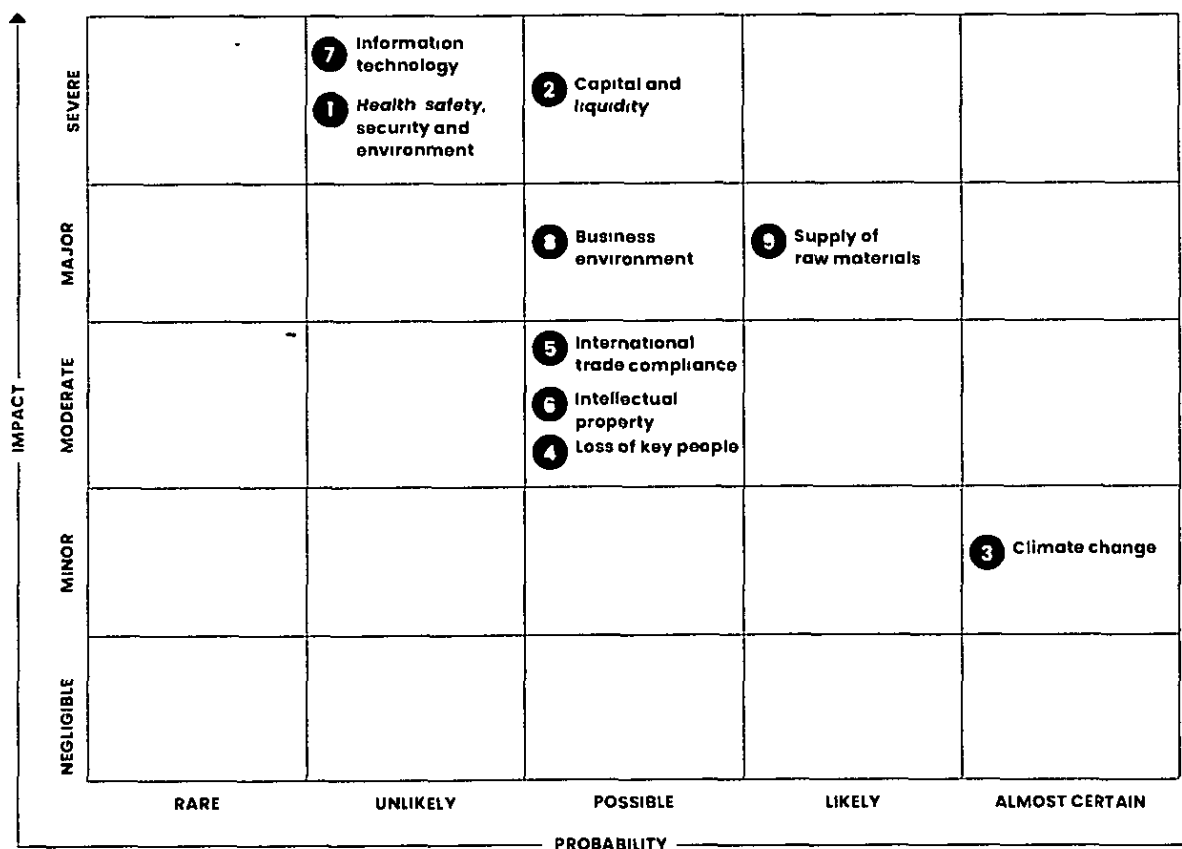 IMPACT
SEVERE
7 Information
technology
1 Health safety,
security and
environment
2 Capital and
liquidity
MAJOR
8 Business
environment
9 Supply of
raw materials
MODERATE
5 International
trade compliance
6 Intellectual
property
4 Loss of key people
MINOR
3 Climate change
NEGLIGIBLE
RARE UNLIKELY POSSIBLE LIKELY ALMOST CERTAIN
PROBABILITY